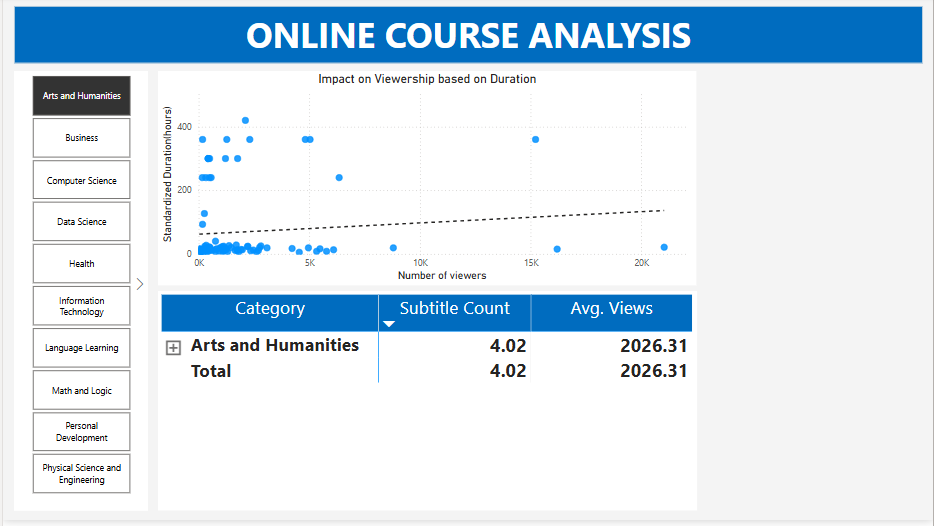 ONLINE COURSE ANALYSIS
Arts and Humanities
Business
Computer Science
Data Science
Health
Information
Technology
Language Learning
Math and Logic
Personal
Development
Physical Science and
Engineering
Impact on Viewership based on Duration
Standardized Duration(hours)
400
200
0
0K
5K
10K
15K
20K
Number of viewers
Category Subtitle Count Avg. Views
Arts and Humanities 4.02 2026.31
Total 4.02 2026.31